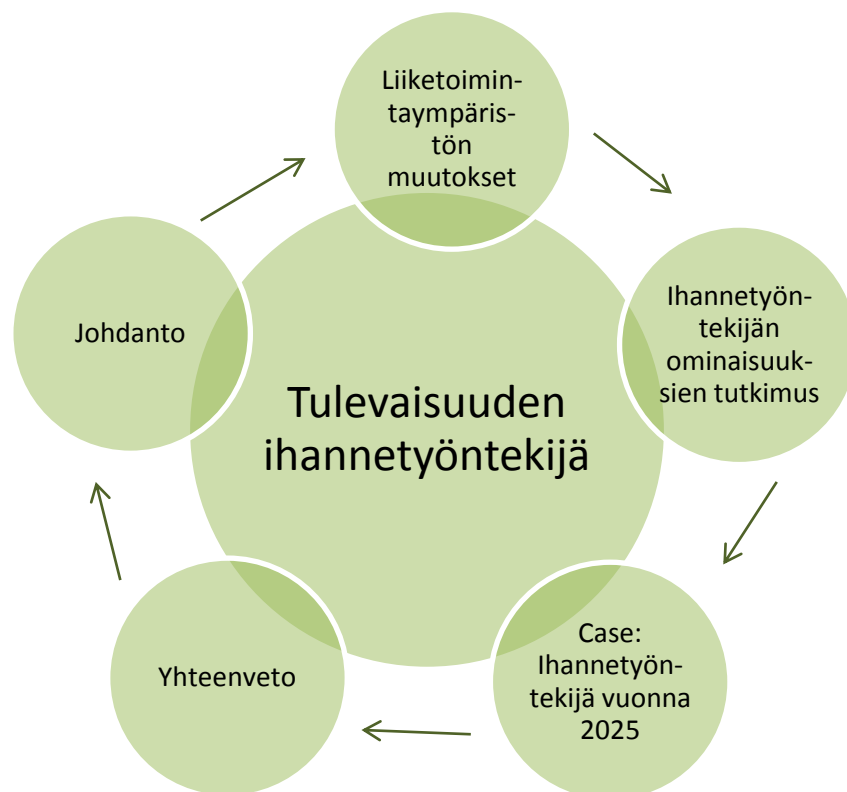 Liiketoimin-
taympäris-
tön
muutokset
Ihannetyön-
tekijän
ominaisuuk-
sien tutkimus
Case:
Ihannetyön-
tekijä vuonna
2025
Yhteenveto
Johdanto
Tulevaisuuden
ihannetyöntekijä